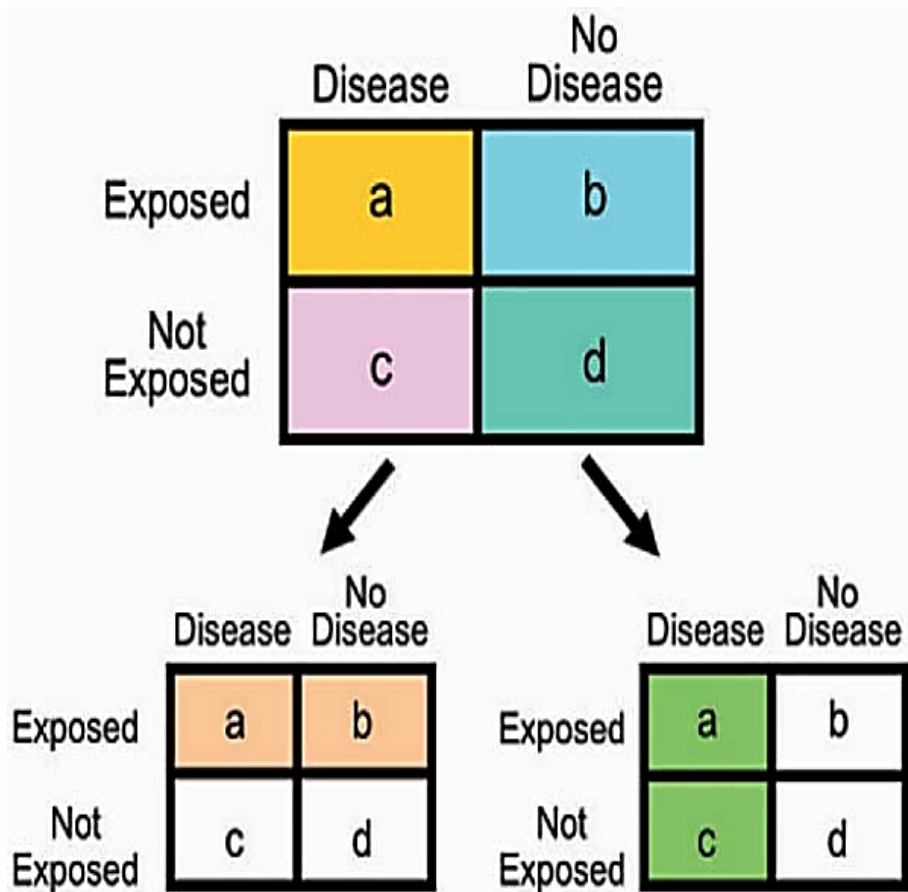 No
Disease Disease
Exposed a b
Not
Exposed c d
No No
Disease Disease Disease Disease
Exposed a b Exposed a b
Not Not
Exposed c d Exposed c d